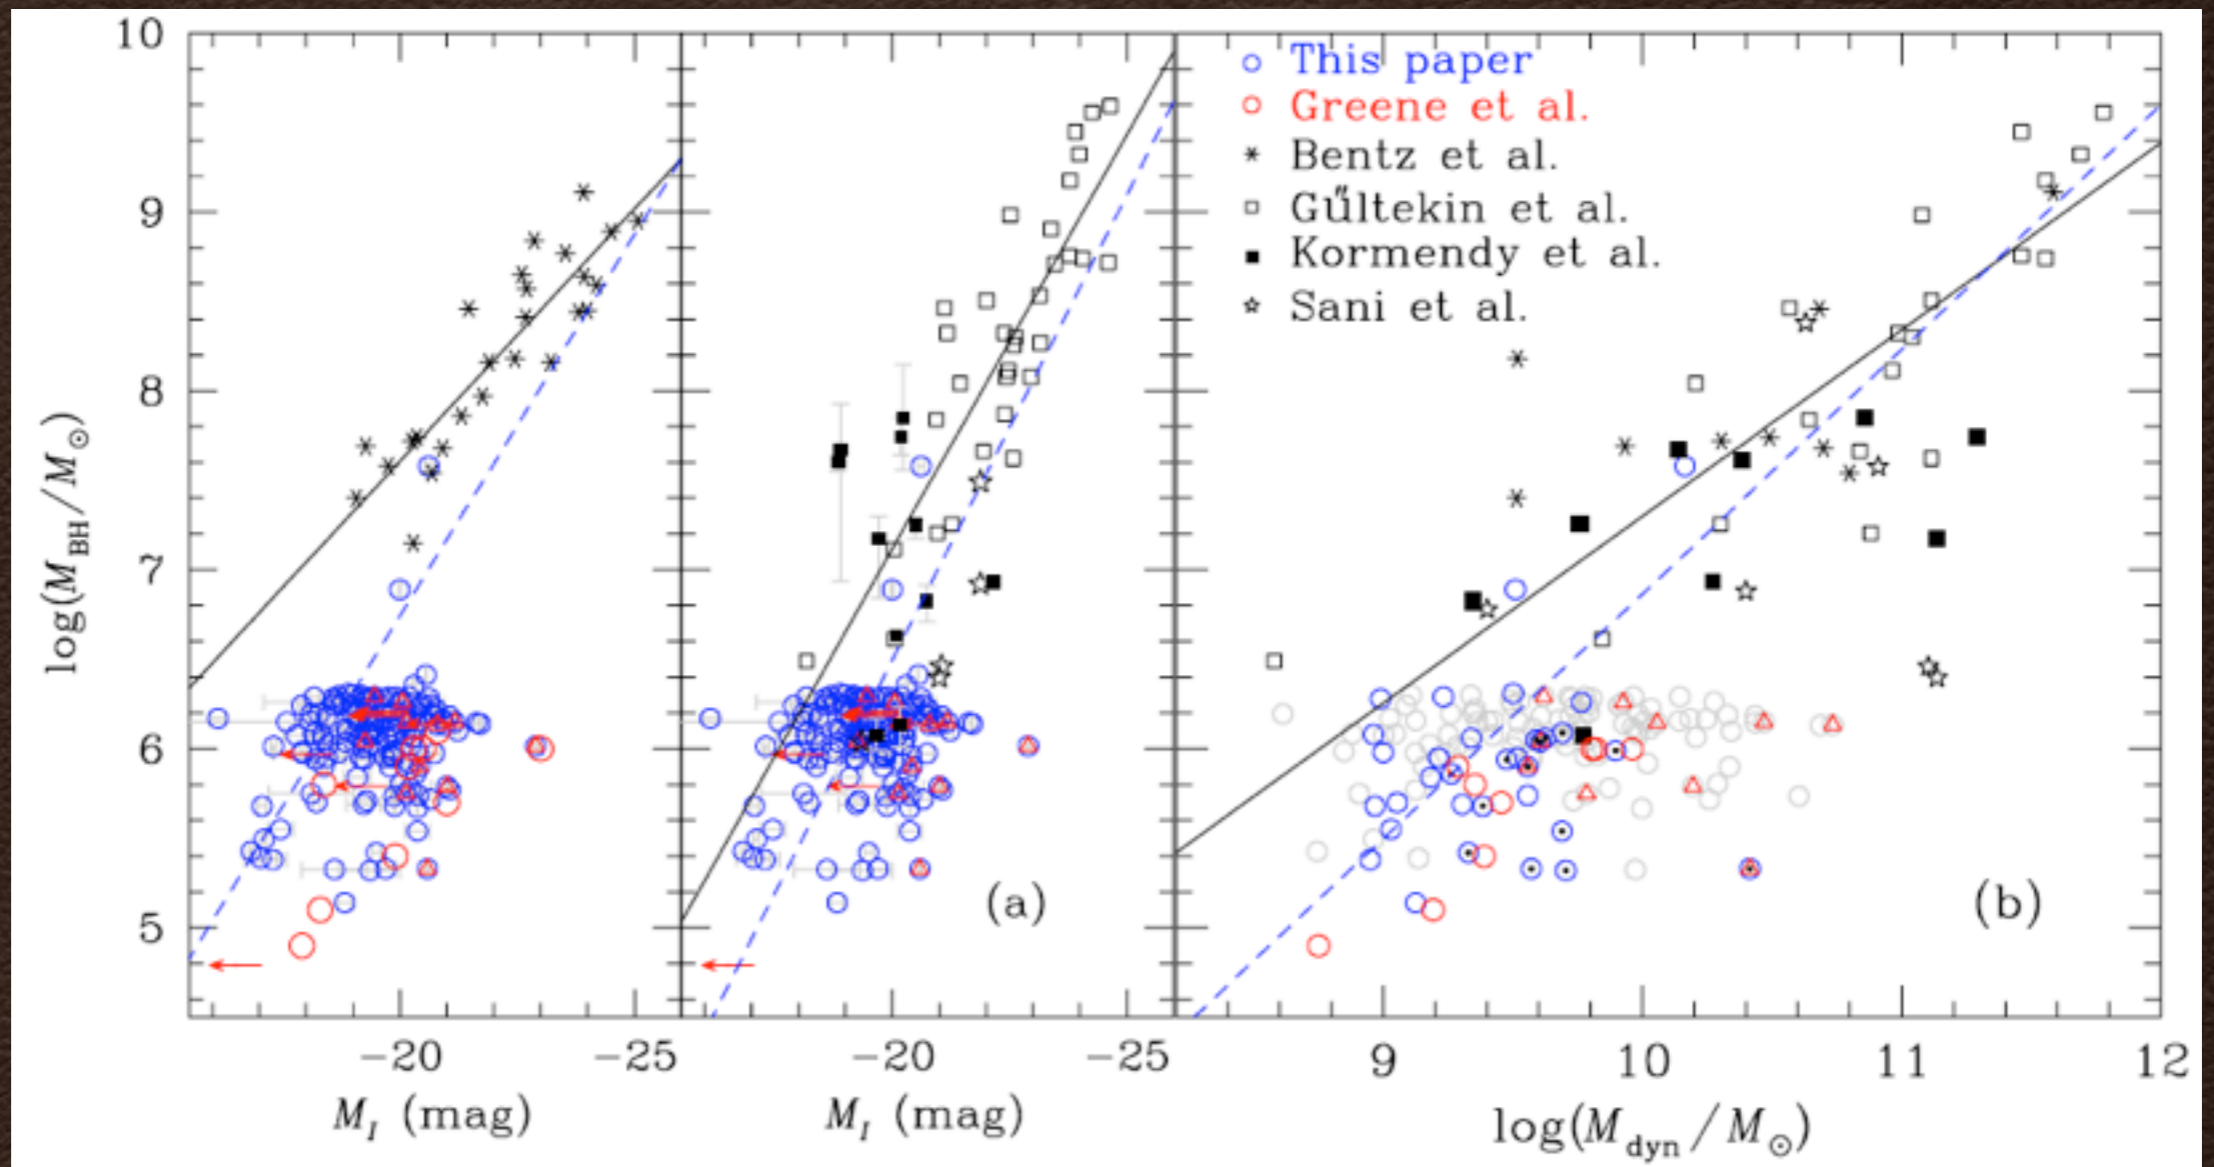 10
9
8
7
6
5
log(M_BH/M_⊙)
This paper
Greene et al.
Bentz et al.
Gű̈ltekin et al.
Kormendy et al.
Sani et al.
(a)
(b)
−20 −25
−20 −25
9 10 11 12
M_I (mag)
M_I (mag)
log(M_dyn/M_⊙)